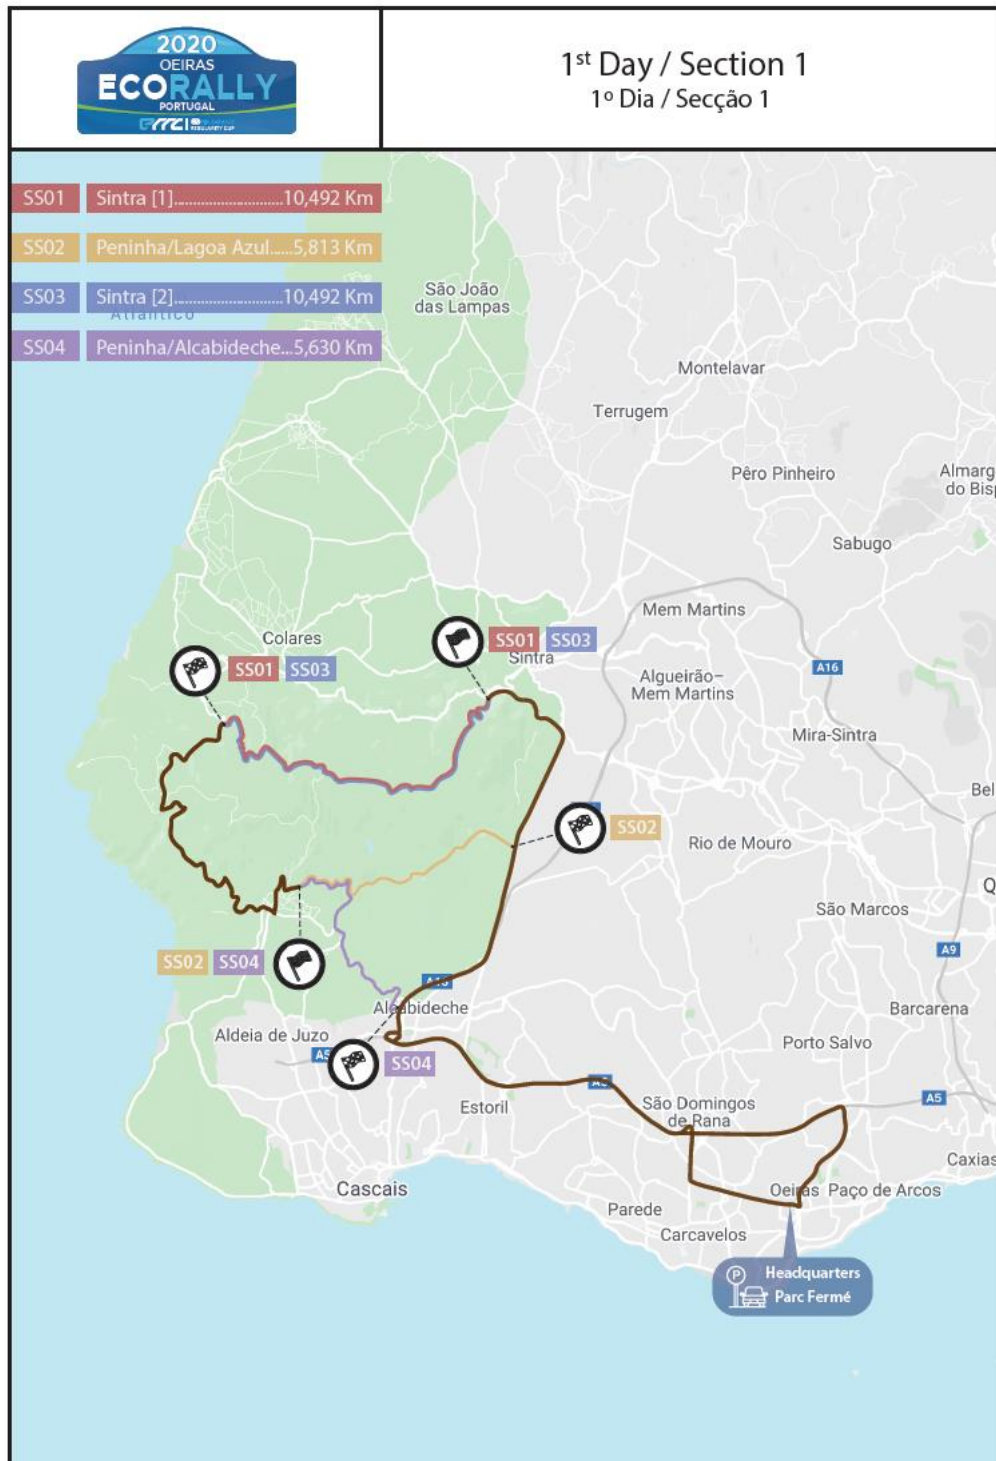 2020
OEIRAS
ECORALLY
PORTUGAL
1st Day / Section 1
1º Dia / Secção 1
SS01 Sintra [1]............................10,492 Km
SS02 Peninha/Lagoa Azul......5,813 Km
SS03 Sintra [2]............................10,492 Km
Atlântico
SS04 Peninha/Alcabideche...5,630 Km
São João
das Lampas
Montelavar
Terrugem
Pêro Pinheiro
Almarg
do Bisp
Sabugo
Mem Martins
Colares
SS01 SS03
Sintra
SS01 SS03
A16
Algueirão–
Mem Martins
Mira-Sintra
Bel
SS02
Rio de Mouro
Q
São Marcos
A9
SS02 SS04
A16
Alcabideche
Barcarena
Aldeia de Juzo
Porto Salvo
A5
SS04
A5
A5
Estoril
São Domingos
de Rana
Caxias
Cascais
Oeiras
Paço de Arcos
Parede
Carcavelos
P
Headquarters
Parc Fermé